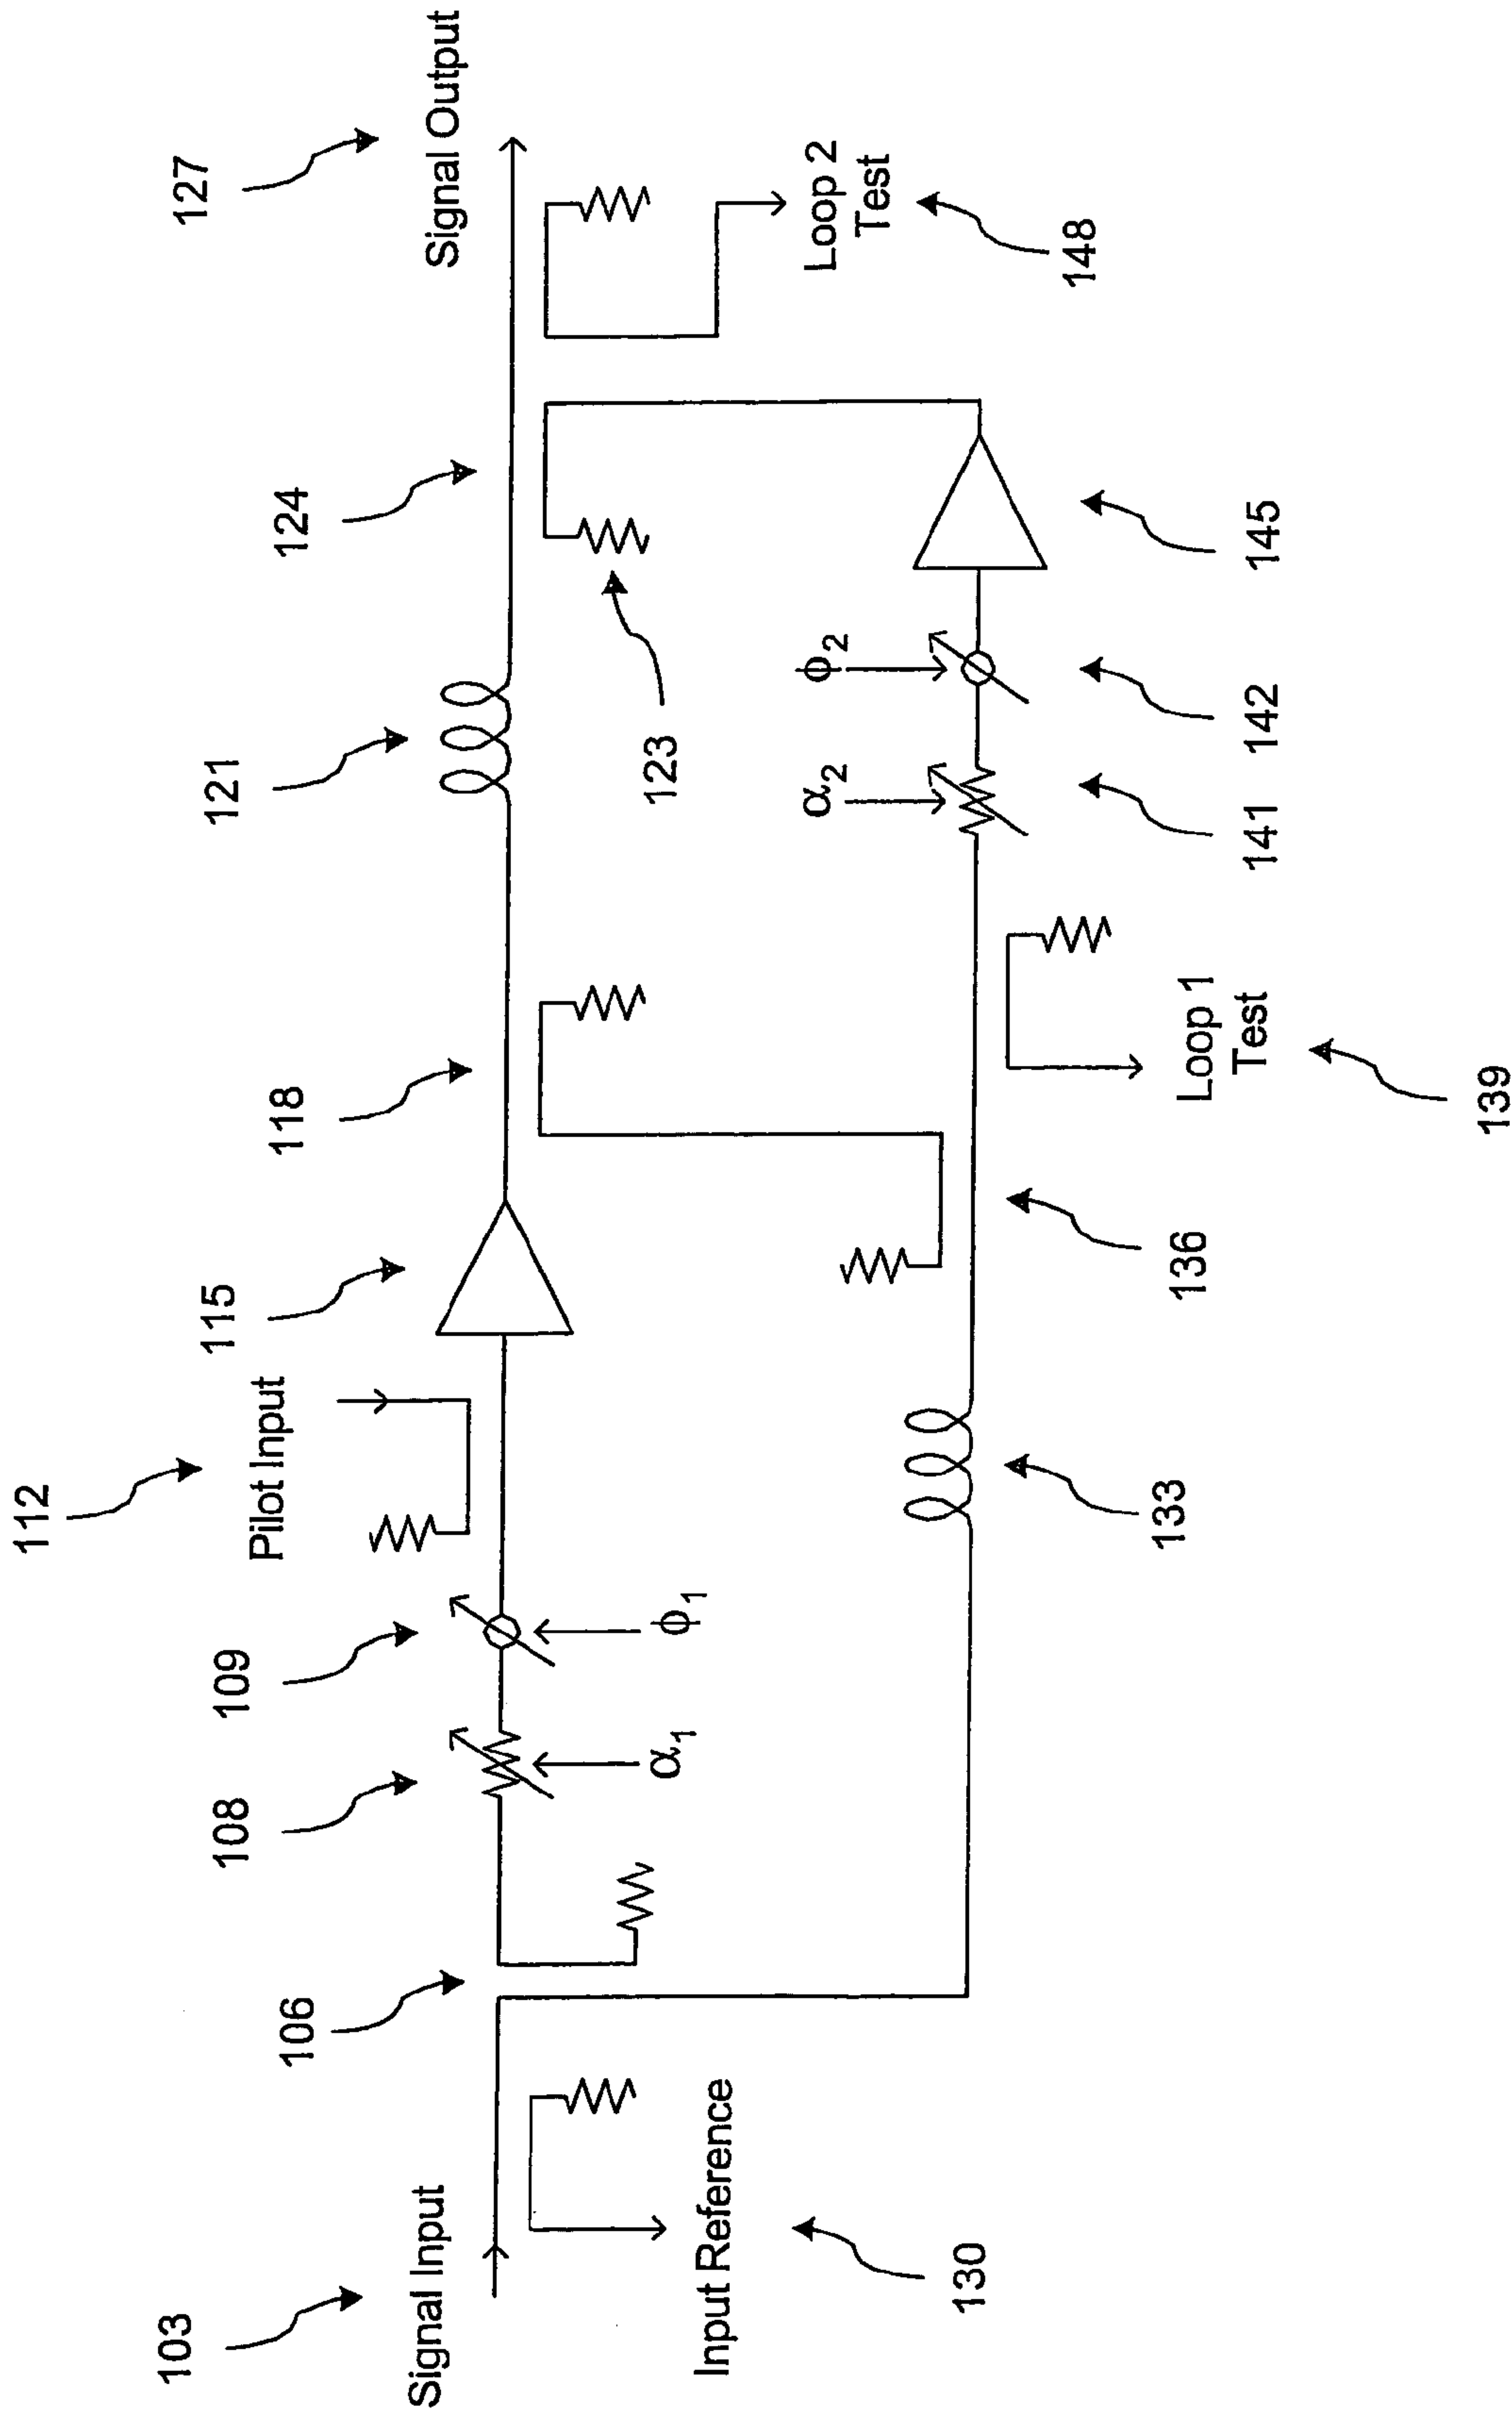 103
Signal Input
Input Reference
130
106
108
α1
109
ϕ1
112
Pilot Input
115
118
133
136
Loop 1
Test
139
121
123
124
α2
ϕ2
141
142
145
127
Signal Output
Loop 2
Test
148